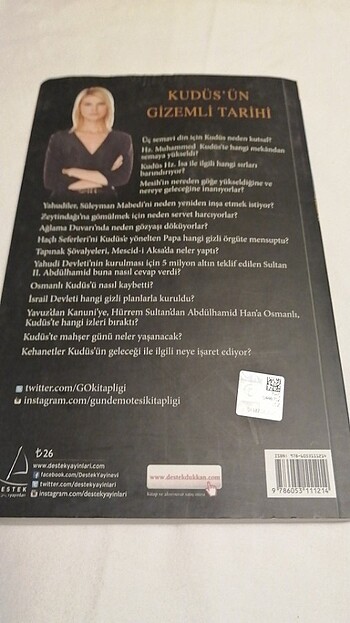 KUDÜS'ÜN
GİZEMLİ TARİHİ
Üç semavi din için Kudüs neden kutsal?
Hz. Muhammed Kudüs'te hangi mekândan
semaya yükseldi?
Kudüs Hz. İsa ile ilgili hangi sırları
barındırıyor?
Mesih'in nereden göğe yükseldiğine ve
nereye geleceğine inanıyorlar?
Yahudiler, Süleyman Mabedi'ni neden yeniden inşa etmek istiyor?
Zeytindağı'na gömülmek için neden servet harcıyorlar?
Ağlama Duvarı'nda neden gözyaşı döküyorlar?
Haçlı Seferleri'ni Kudüs'e yönelten Papa hangi gizli örgüte mensuptu?
Tapınak Şövalyeleri, Mescid-i Aksa'da neler yaptı?
Yahudi Devleti'nin kurulması için 5 milyon altın teklif edilen Sultan
II. Abdülhamid buna nasıl cevap verdi?
Osmanlı Kudüs'ü nasıl kaybetti?
İsrail Devleti hangi gizli planlarla kuruldu?
Yavuz'dan Kanuni'ye, Hürrem Sultan'dan Abdülhamid Han'a Osmanlı,
Kudüs'te hangi izleri bıraktı?
Kudüs'te mahşer günü neler yaşanacak?
Kehanetler Kudüs'ün geleceği ile ilgili neye işaret ediyor?
twitter.com/GOkitapligi
instagram.com/gundemotesikitapligi
₺26
www.destekyayinlari.com
facebook.com/DestekYayinevi
twitter.com/destekyayinlari
instagram.com/destekyayinlari
DESTEK
www.destekdukkan.com
ISBN: 978-6053111214
9 786053 111214